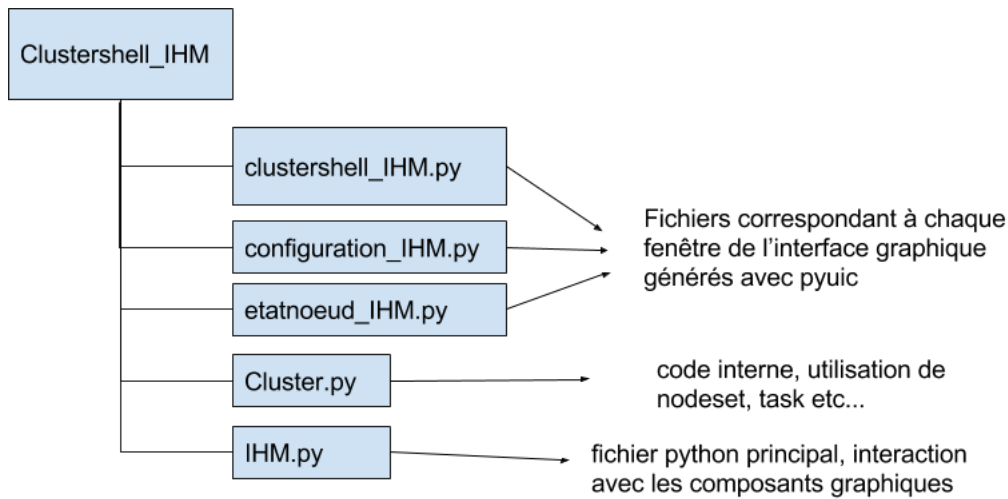 Clustershell_IHM
clustershell_IHM.py
configuration_IHM.py
etatnoeud_IHM.py
Fichiers correspondant à chaque
fenêtre de l'interface graphique
générés avec pyuic
Cluster.py
code interne, utilisation de
nodeset, task etc...
IHM.py
fichier python principal, interaction
avec les composants graphiques